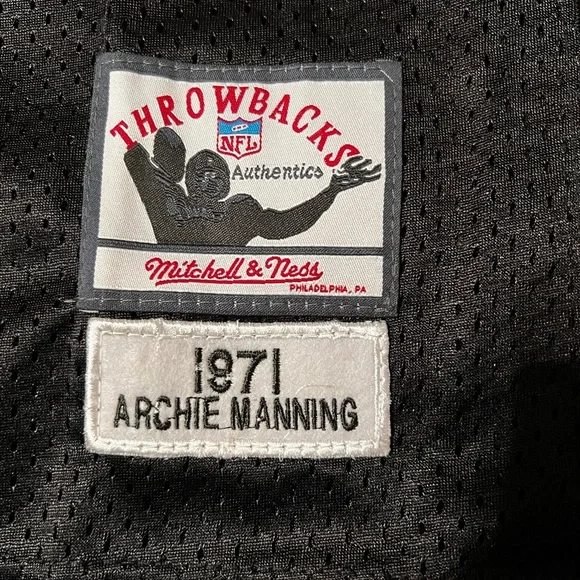 THROWBACKS
NFL
Authentics
Mitchell & Ness
PHILADELPHIA, PA
1971
ARCHIE MANNING